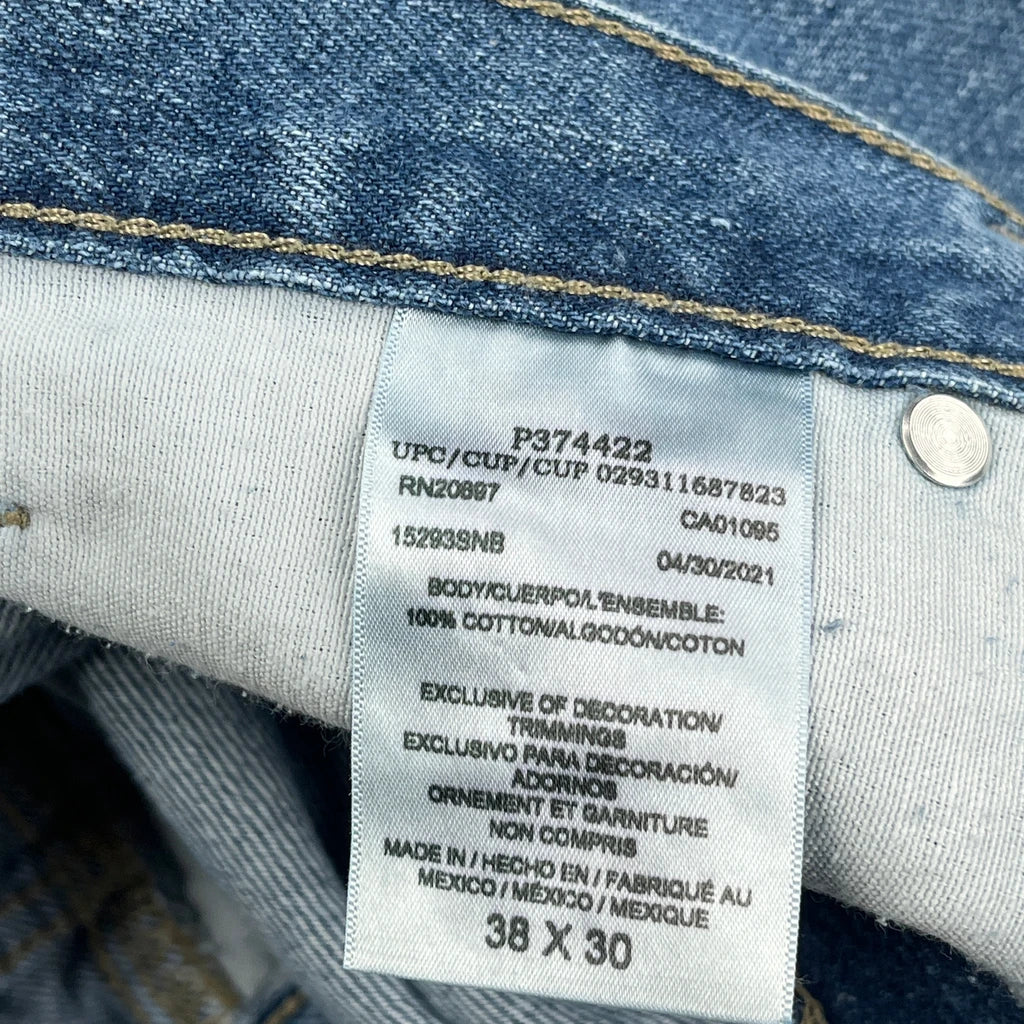 P374422
UPC/CUP/CUP 029311687823
RN20697
CA01095
15293SNB
04/30/2021
BODY/CUERPO/L'ENSEMBLE:
100% COTTON/ALGODÓN/COTON
EXCLUSIVE OF DECORATION/
TRIMMINGS
EXCLUSIVO PARA DECORACIÓN/
ADORNOS
ORNEMENT ET GARNITURE
NON COMPRIS
MADE IN / HECHO EN / FABRIQUÉ AU
MEXICO / MÉXICO / MEXIQUE
38 X 30